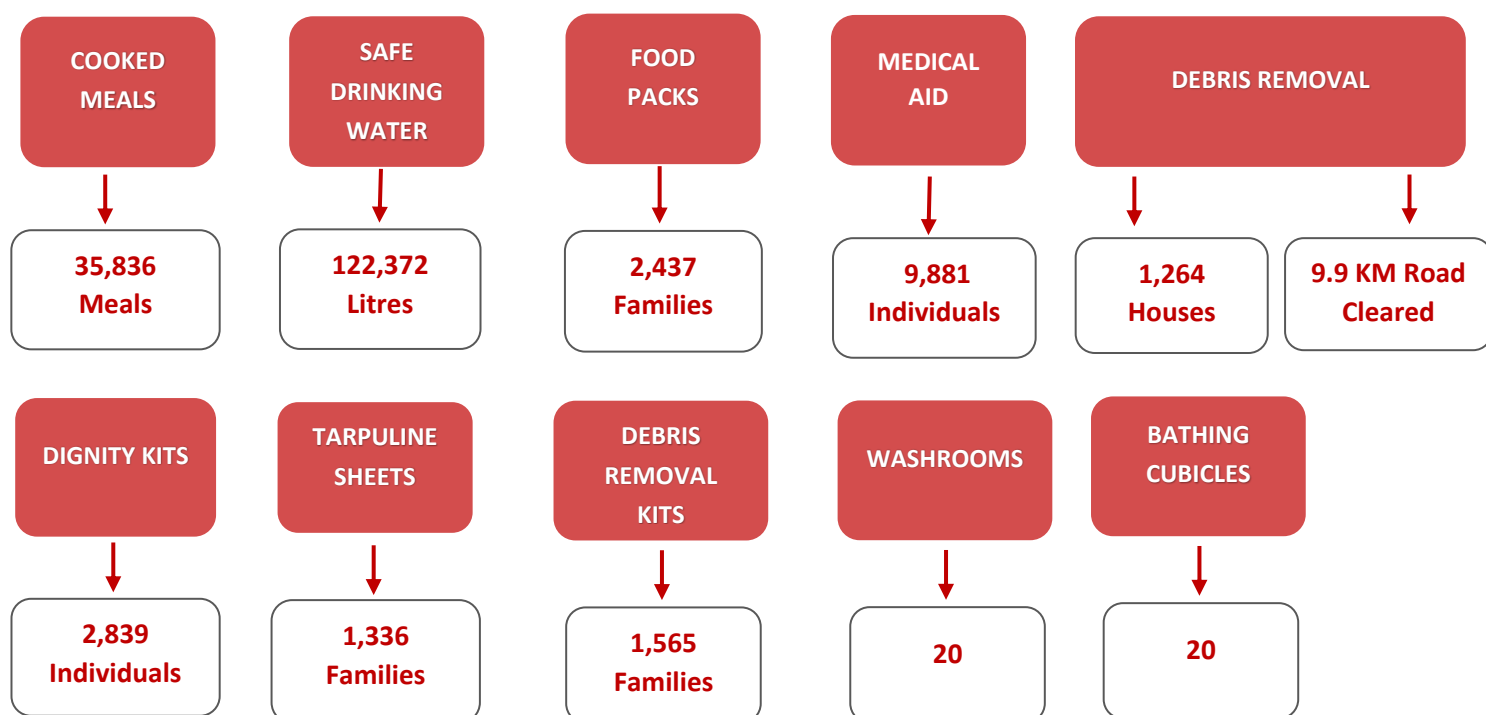 COOKED
MEALS
SAFE
DRINKING
WATER
FOOD
PACKS
MEDICAL
AID
DEBRIS REMOVAL
35,836
Meals
122,372
Litres
2,437
Families
9,881
Individuals
1,264
Houses
9.9 KM Road
Cleared
DIGNITY KITS
TARPULINE
SHEETS
DEBRIS
REMOVAL
KITS
WASHROOMS
BATHING
CUBICLES
2,839
Individuals
1,336
Families
1,565
Families
20
20